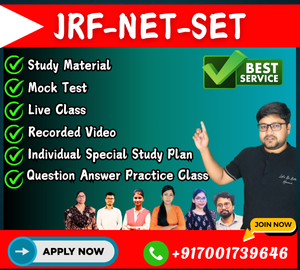 JRF-NET-SET
Study Material
BEST
SERVICE
Mock Test
Live Class
Recorded Video
Individual Special Study Plan
Question Answer Practice Class
JOIN NOW
APPLY NOW
+917001739646